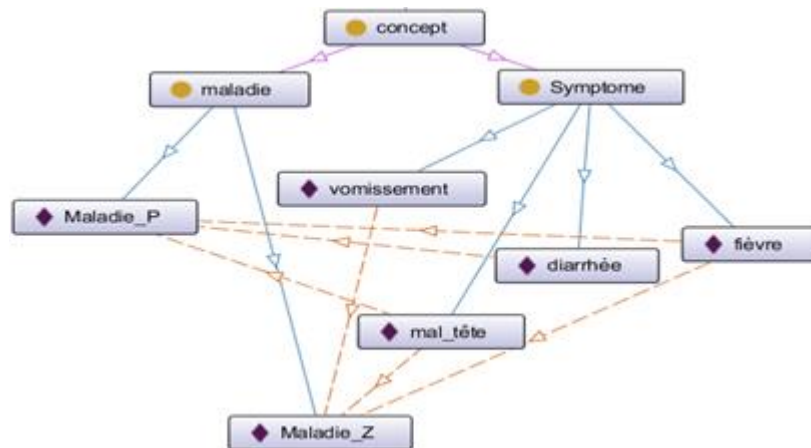 concept
maladie
Symptome
vomissement
Maladie_P
fièvre
diarrhée
mal_tête
Maladie_Z